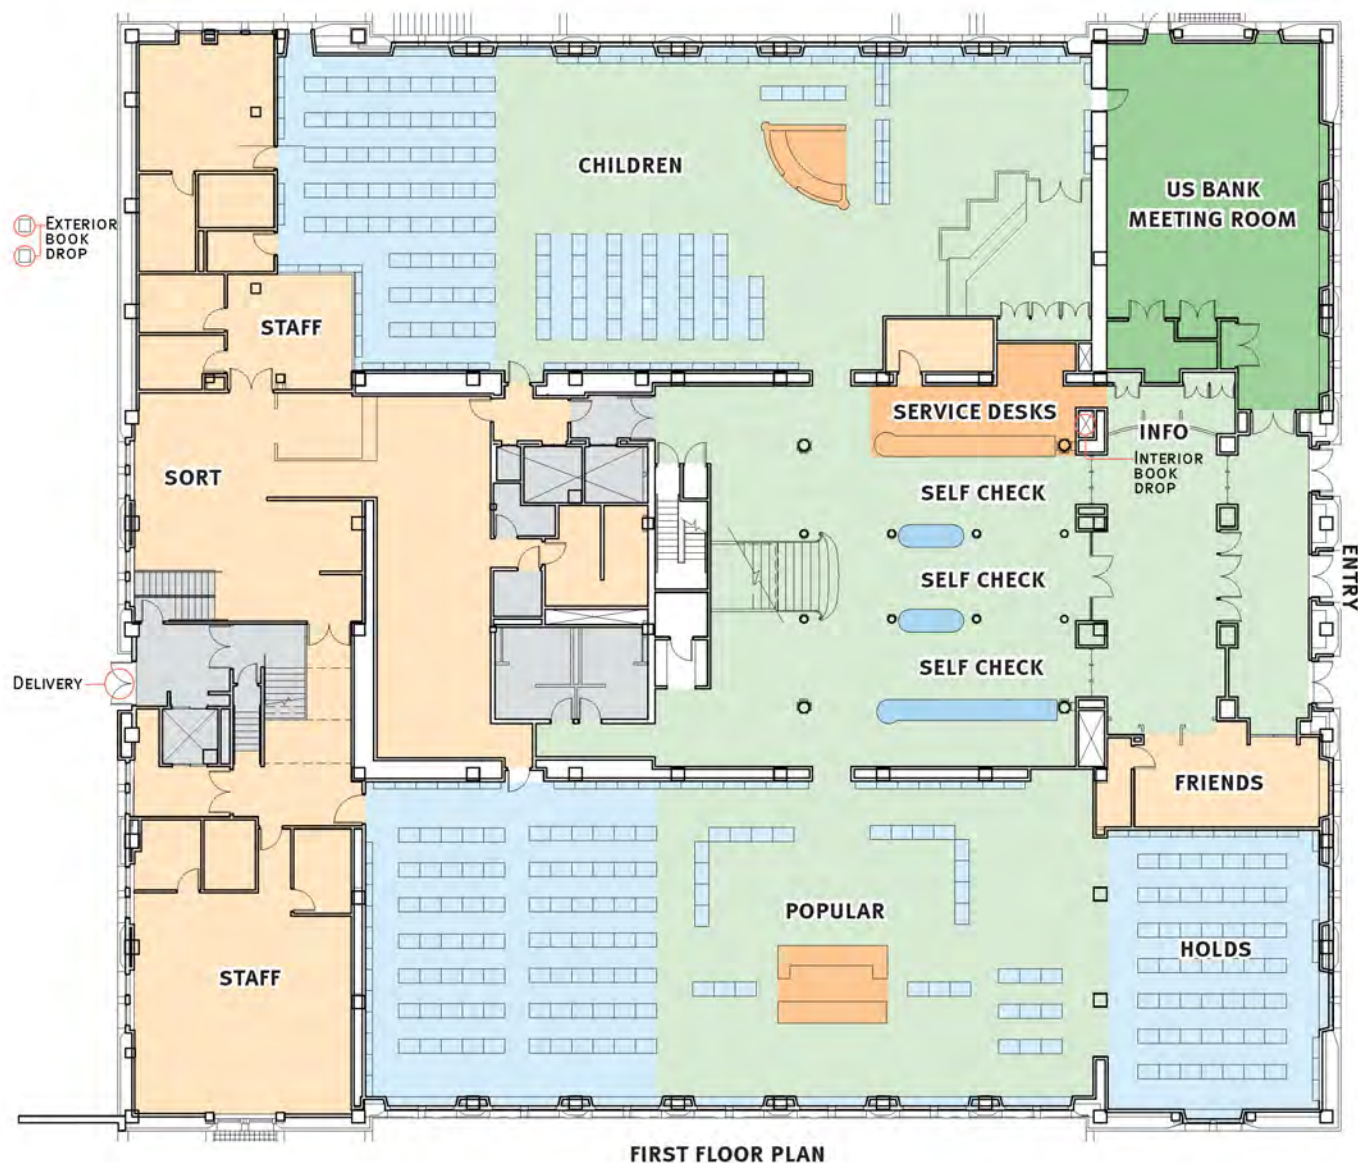 CHILDREN
US BANK
MEETING ROOM
EXTERIOR
BOOK
DROP
STAFF
SERVICE DESKS
INFO
INTERIOR
BOOK
DROP
SORT
SELF CHECK
SELF CHECK
ENTRY
SELF CHECK
DELIVERY
FRIENDS
POPULAR
HOLDS
STAFF
FIRST FLOOR PLAN